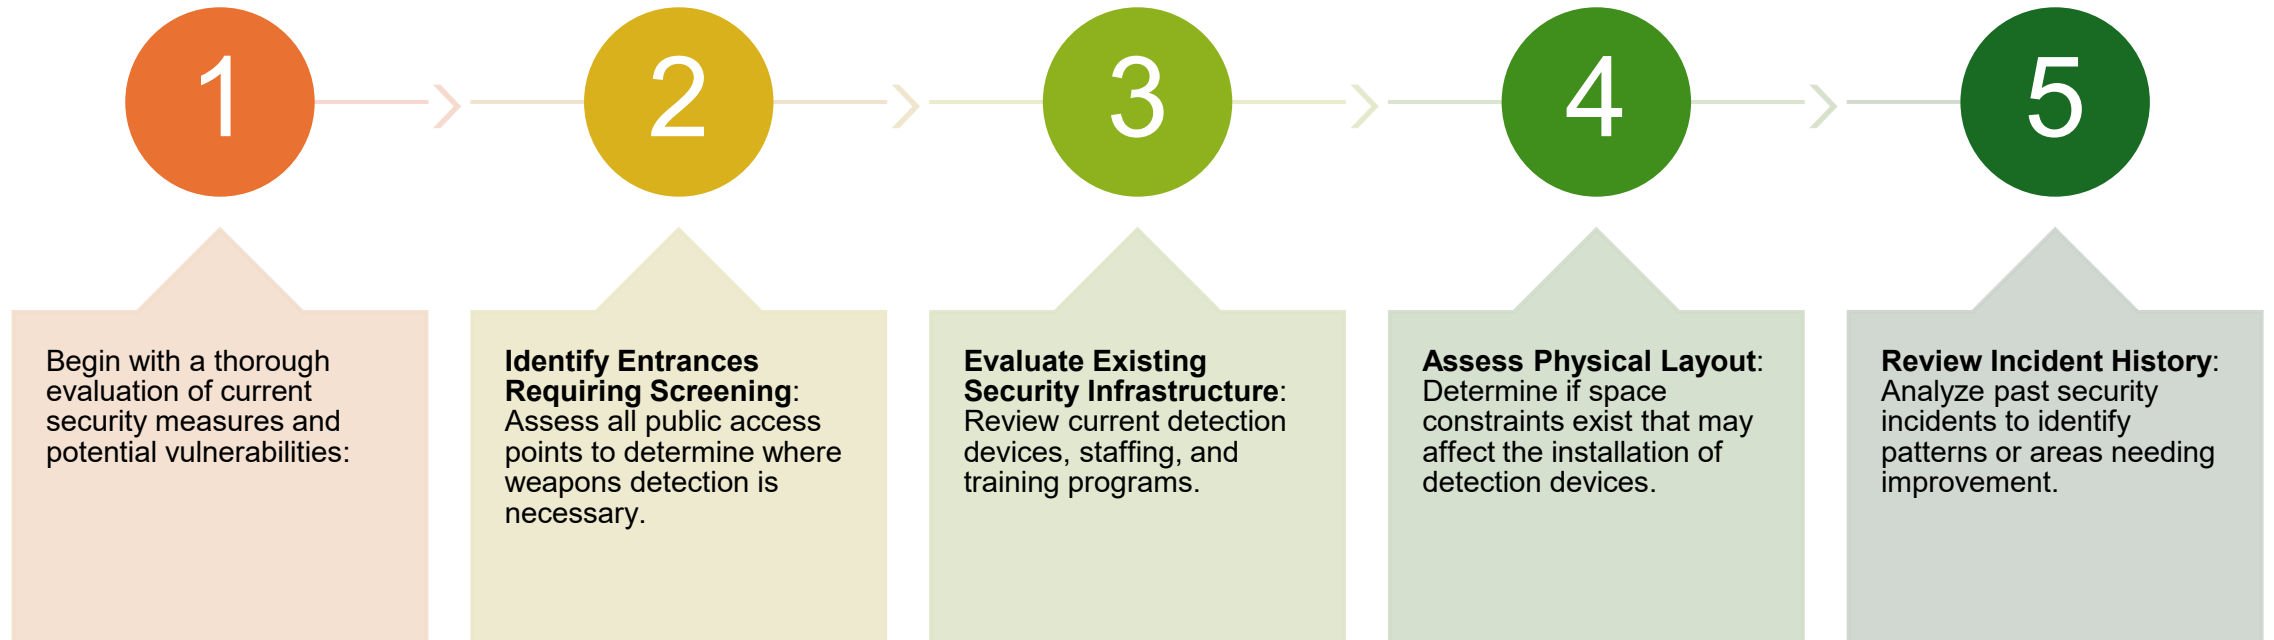 1
2
3
4
5
Begin with a thorough
evaluation of current
security measures and
potential vulnerabilities:
Identify Entrances
Requiring Screening:
Assess all public access
points to determine where
weapons detection is
necessary.
Evaluate Existing
Security Infrastructure:
Review current detection
devices, staffing, and
training programs.
Assess Physical Layout:
Determine if space
constraints exist that may
affect the installation of
detection devices.
Review Incident History:
Analyze past security
incidents to identify
patterns or areas needing
improvement.